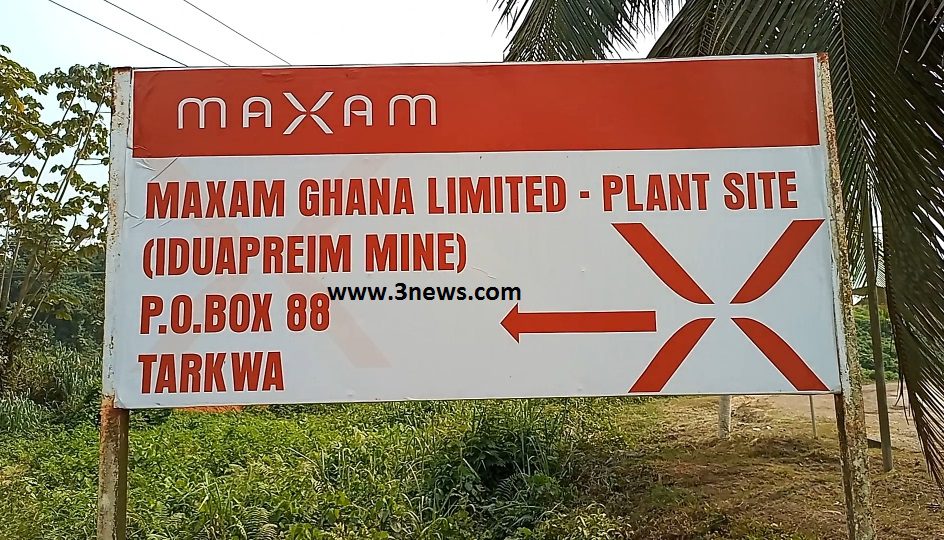 MAXAM
MAXAM GHANA LIMITED - PLANT SITE
(IDUAPREIM MINE)
www.3news.com
P.O.BOX 88
TARKWA